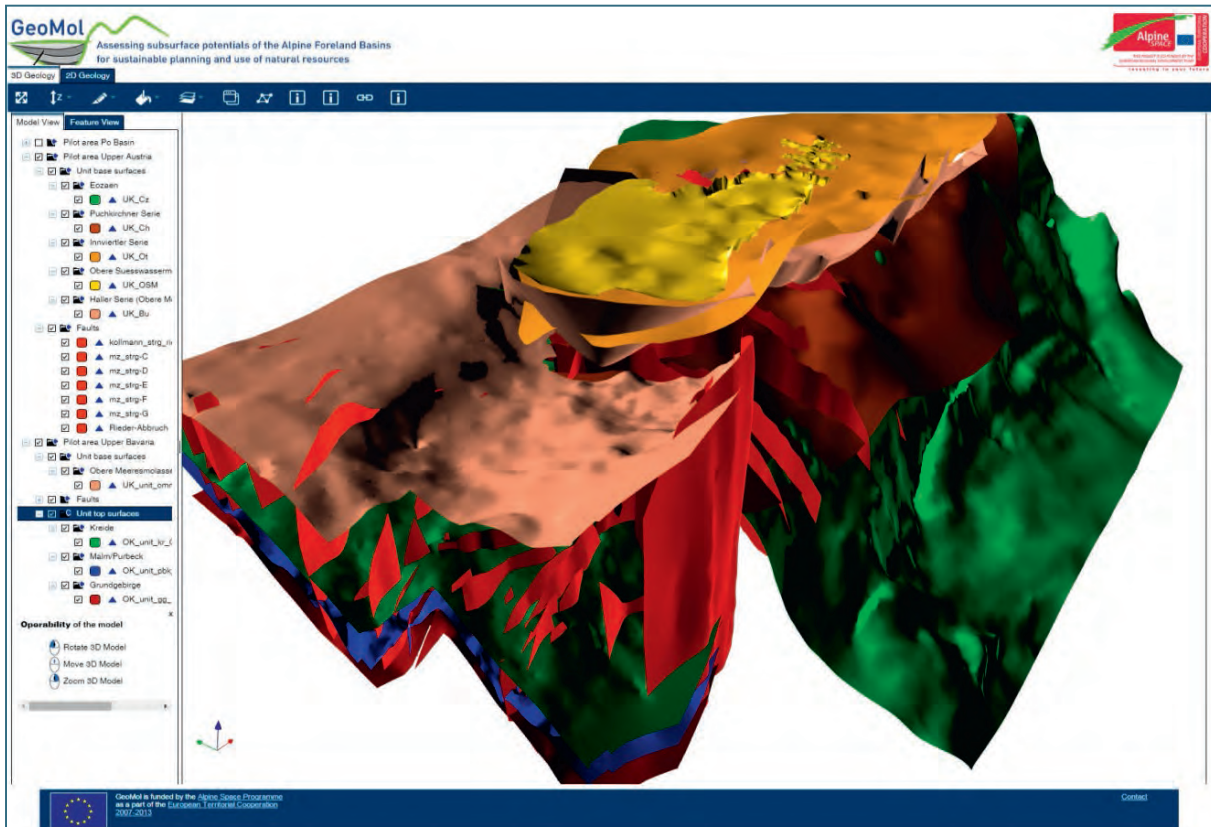 GeoMol
Assessing subsurface potentials of the Alpine Foreland Basins
for sustainable planning and use of natural resources
Alpine
SPACE
3D Geology
2D Geology
Z
Model View
Feature View
Pilot area Po Basin
Pilot area Upper Austria
Unit base surfaces
Eozaen
UK_Cz
Puchkirchner Serie
UK_Ch
Innviertler Serie
UK_Ot
Obere Suesswasserm
UK_OSM
Haller Serie (Obere M
UK_Bu
Faults
kollmann_strg_ri
mz_strg-C
mz_strg-D
mz_strg-E
mz_strg-F
mz_strg-G
Rieder-Abbruch
Pilot area Upper Bavaria
Unit base surfaces
Obere Meeresmolasse
UK_unit_omr
Faults
C Unit top surfaces
Kreide
OK_unit_kr_
Malm/Purbeck
OK_unit_pbk
Grundgebirge
OK_unit_gg_
x
Operability of the model
Rotate 3D Model
Move 3D Model
Zoom 3D Model
GeoMol is funded by the Alpine Space Programme
as a part of the European Territorial Cooperation
2007-2013
Contact